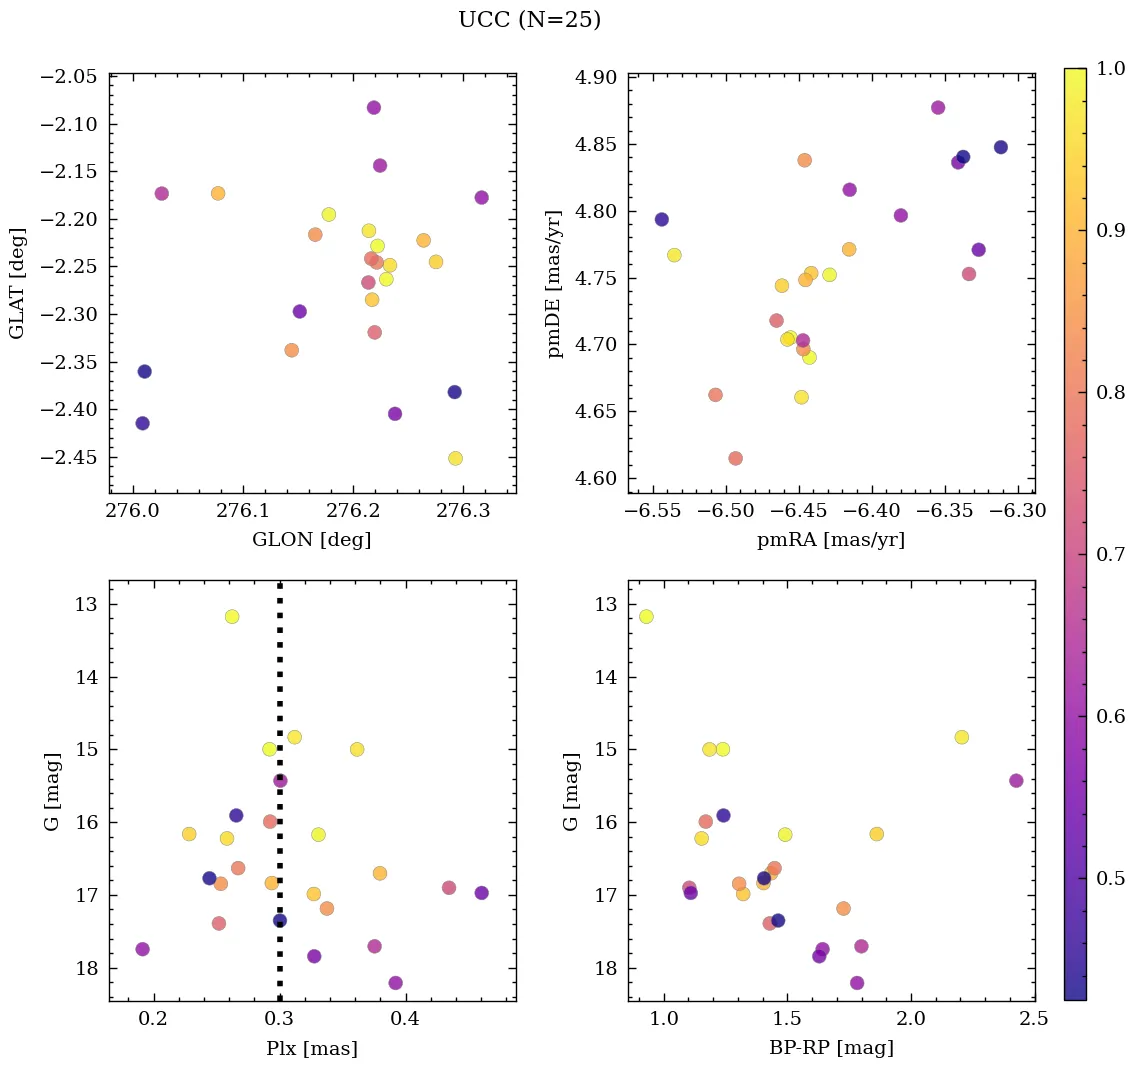 UCC (N=25)
−2.05
−2.10
−2.15
−2.20
−2.25
−2.30
−2.35
−2.40
−2.45
GLAT [deg]
276.0 276.1 276.2 276.3
GLON [deg]
4.90
4.85
4.80
4.75
4.70
4.65
4.60
pmDE [mas/yr]
−6.55 −6.50 −6.45 −6.40 −6.35 −6.30
pmRA [mas/yr]
13
14
15
16
17
18
G [mag]
0.2 0.3 0.4
Plx [mas]
13
14
15
16
17
18
G [mag]
1.0 1.5 2.0 2.5
BP-RP [mag]
1.0
0.9
0.8
0.7
0.6
0.5